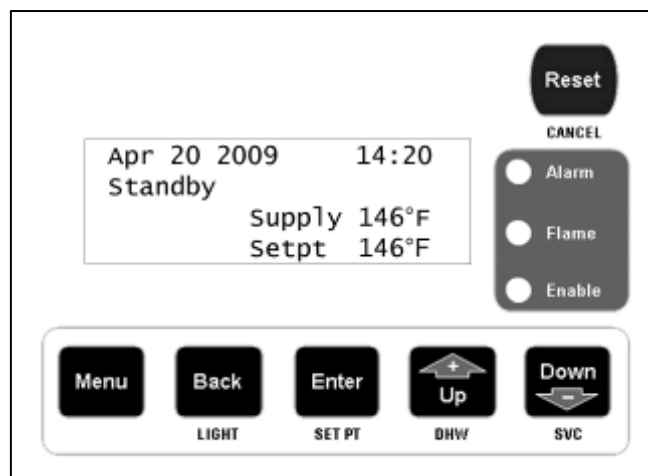 Reset
CANCEL
Apr 20 2009 14:20
Standby
Supply 146°F
Setpt 146°F
Alarm
Flame
Enable
Menu
Back
Enter
+
Up
Down
-
LIGHT
SET PT
DHW
SVC